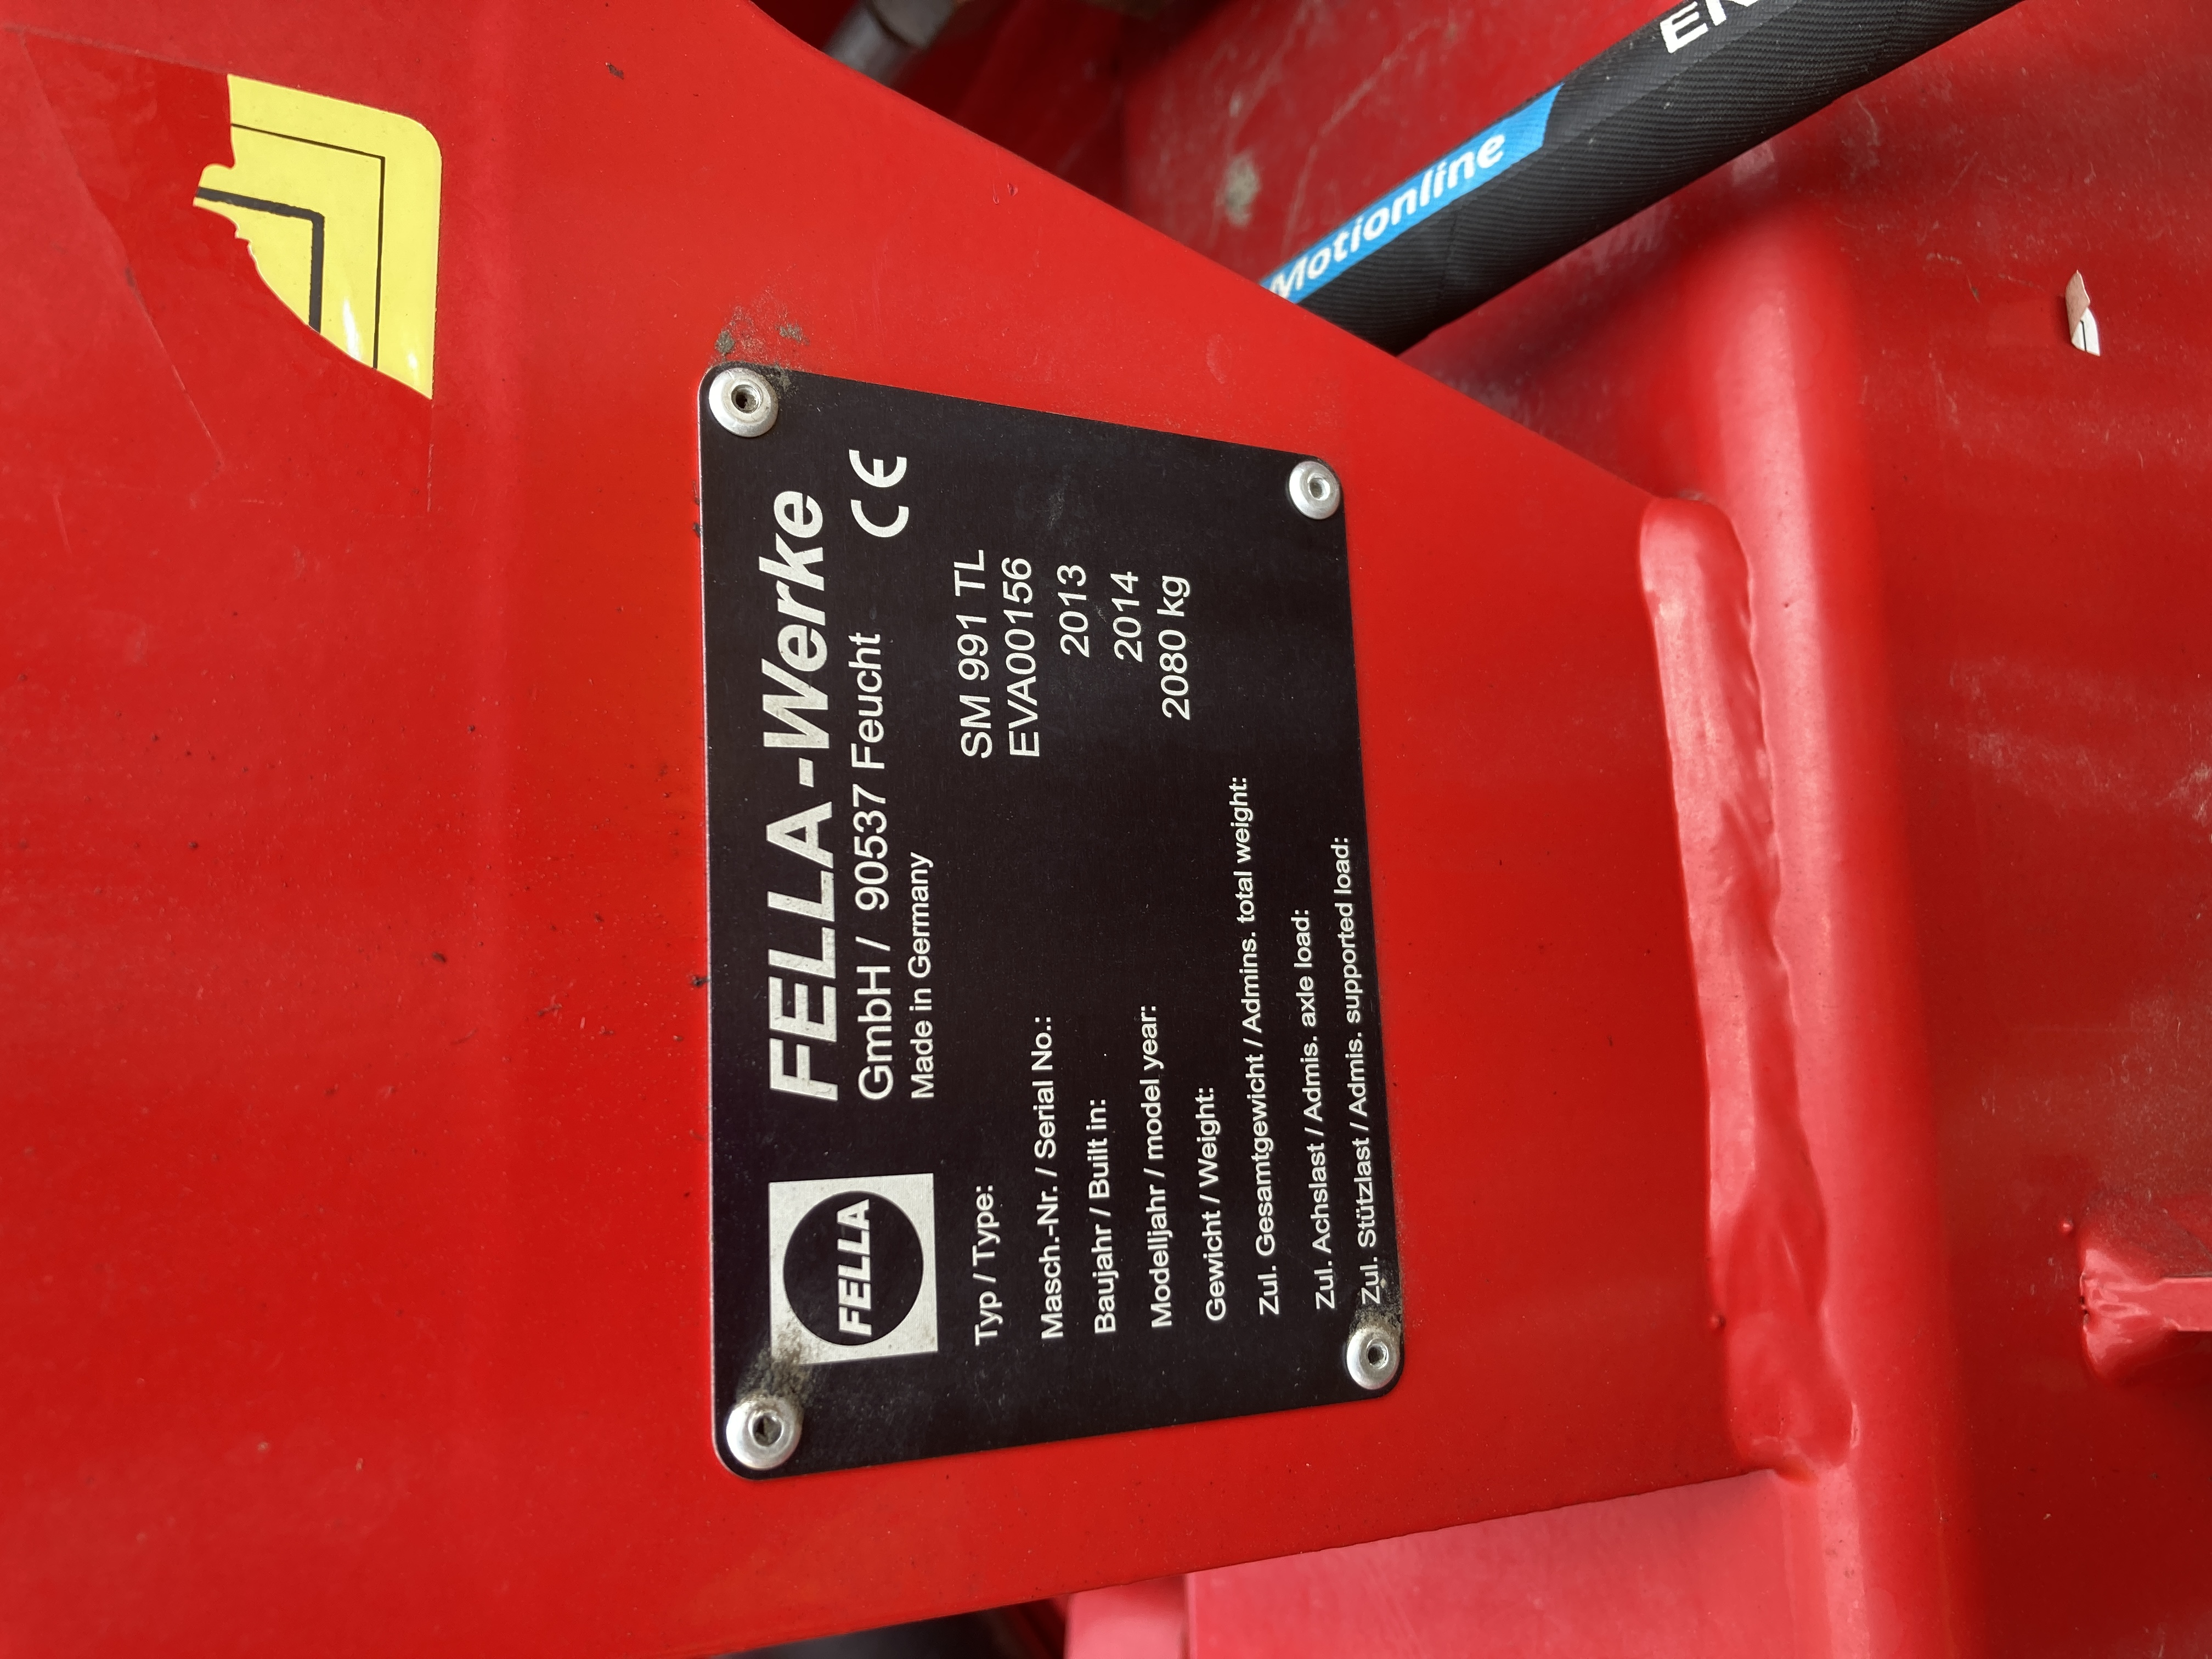 FELLA
FELLA-Werke
GmbH / 90537 Feucht
Made in Germany
CE
Typ / Type: SM 991 TL
Masch.-Nr. / Serial No.: EVA00156
Baujahr / Built in: 2013
Modelljahr / model year: 2014
Gewicht / Weight: 2080 kg
Zul. Gesamtgewicht / Admins. total weight:
Zul. Achslast / Admis. axle load:
Zul. Stützlast / Admis. supported load:
Motionline